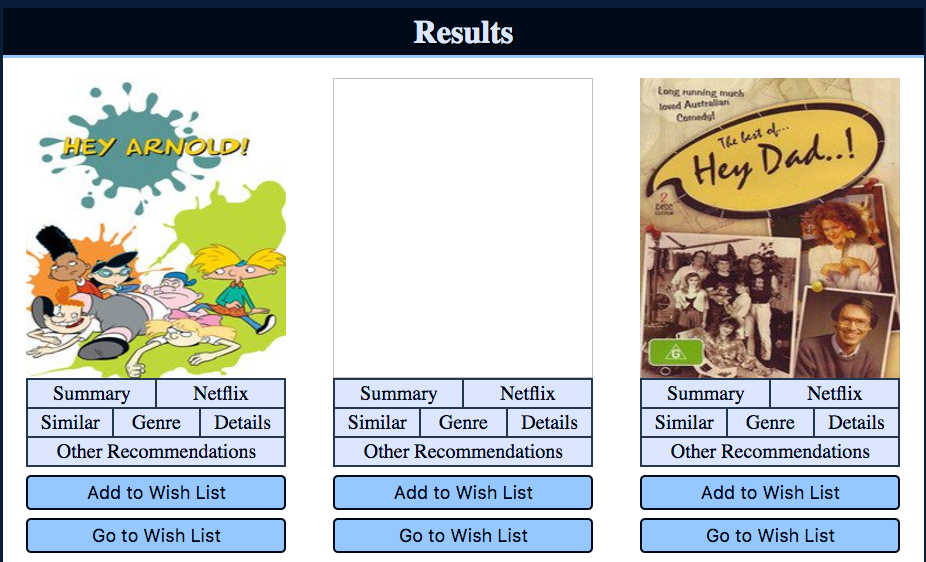 Results
HEY ARNOLD!
Long running much
loved Australian
Comedy!
The best of...
Hey Dad..!
2
DISC
EDITION
G
Summary Netflix
Similar Genre Details
Other Recommendations
Add to Wish List
Go to Wish List
Summary Netflix
Similar Genre Details
Other Recommendations
Add to Wish List
Go to Wish List
Summary Netflix
Similar Genre Details
Other Recommendations
Add to Wish List
Go to Wish List